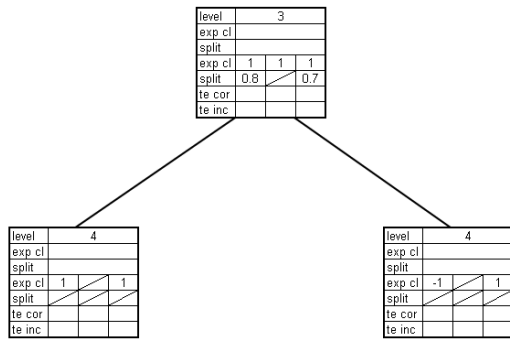 level 3
exp cl
split
exp cl 1 1 1
split 0.8 0.7
te cor
te inc
level 4
exp cl
split
exp cl 1 1
split
te cor
te inc
level 4
exp cl
split
exp cl -1 1
split
te cor
te inc